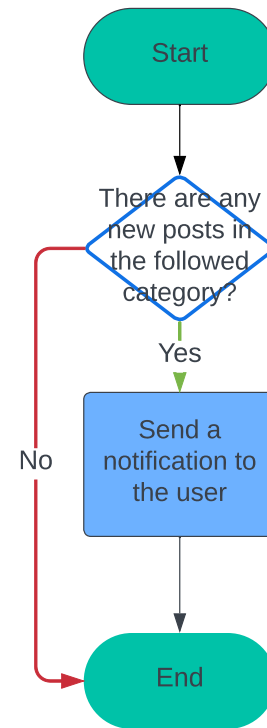 Start
There are any
new posts in
the followed
category?
Yes
Send a
notification to
the user
No
End